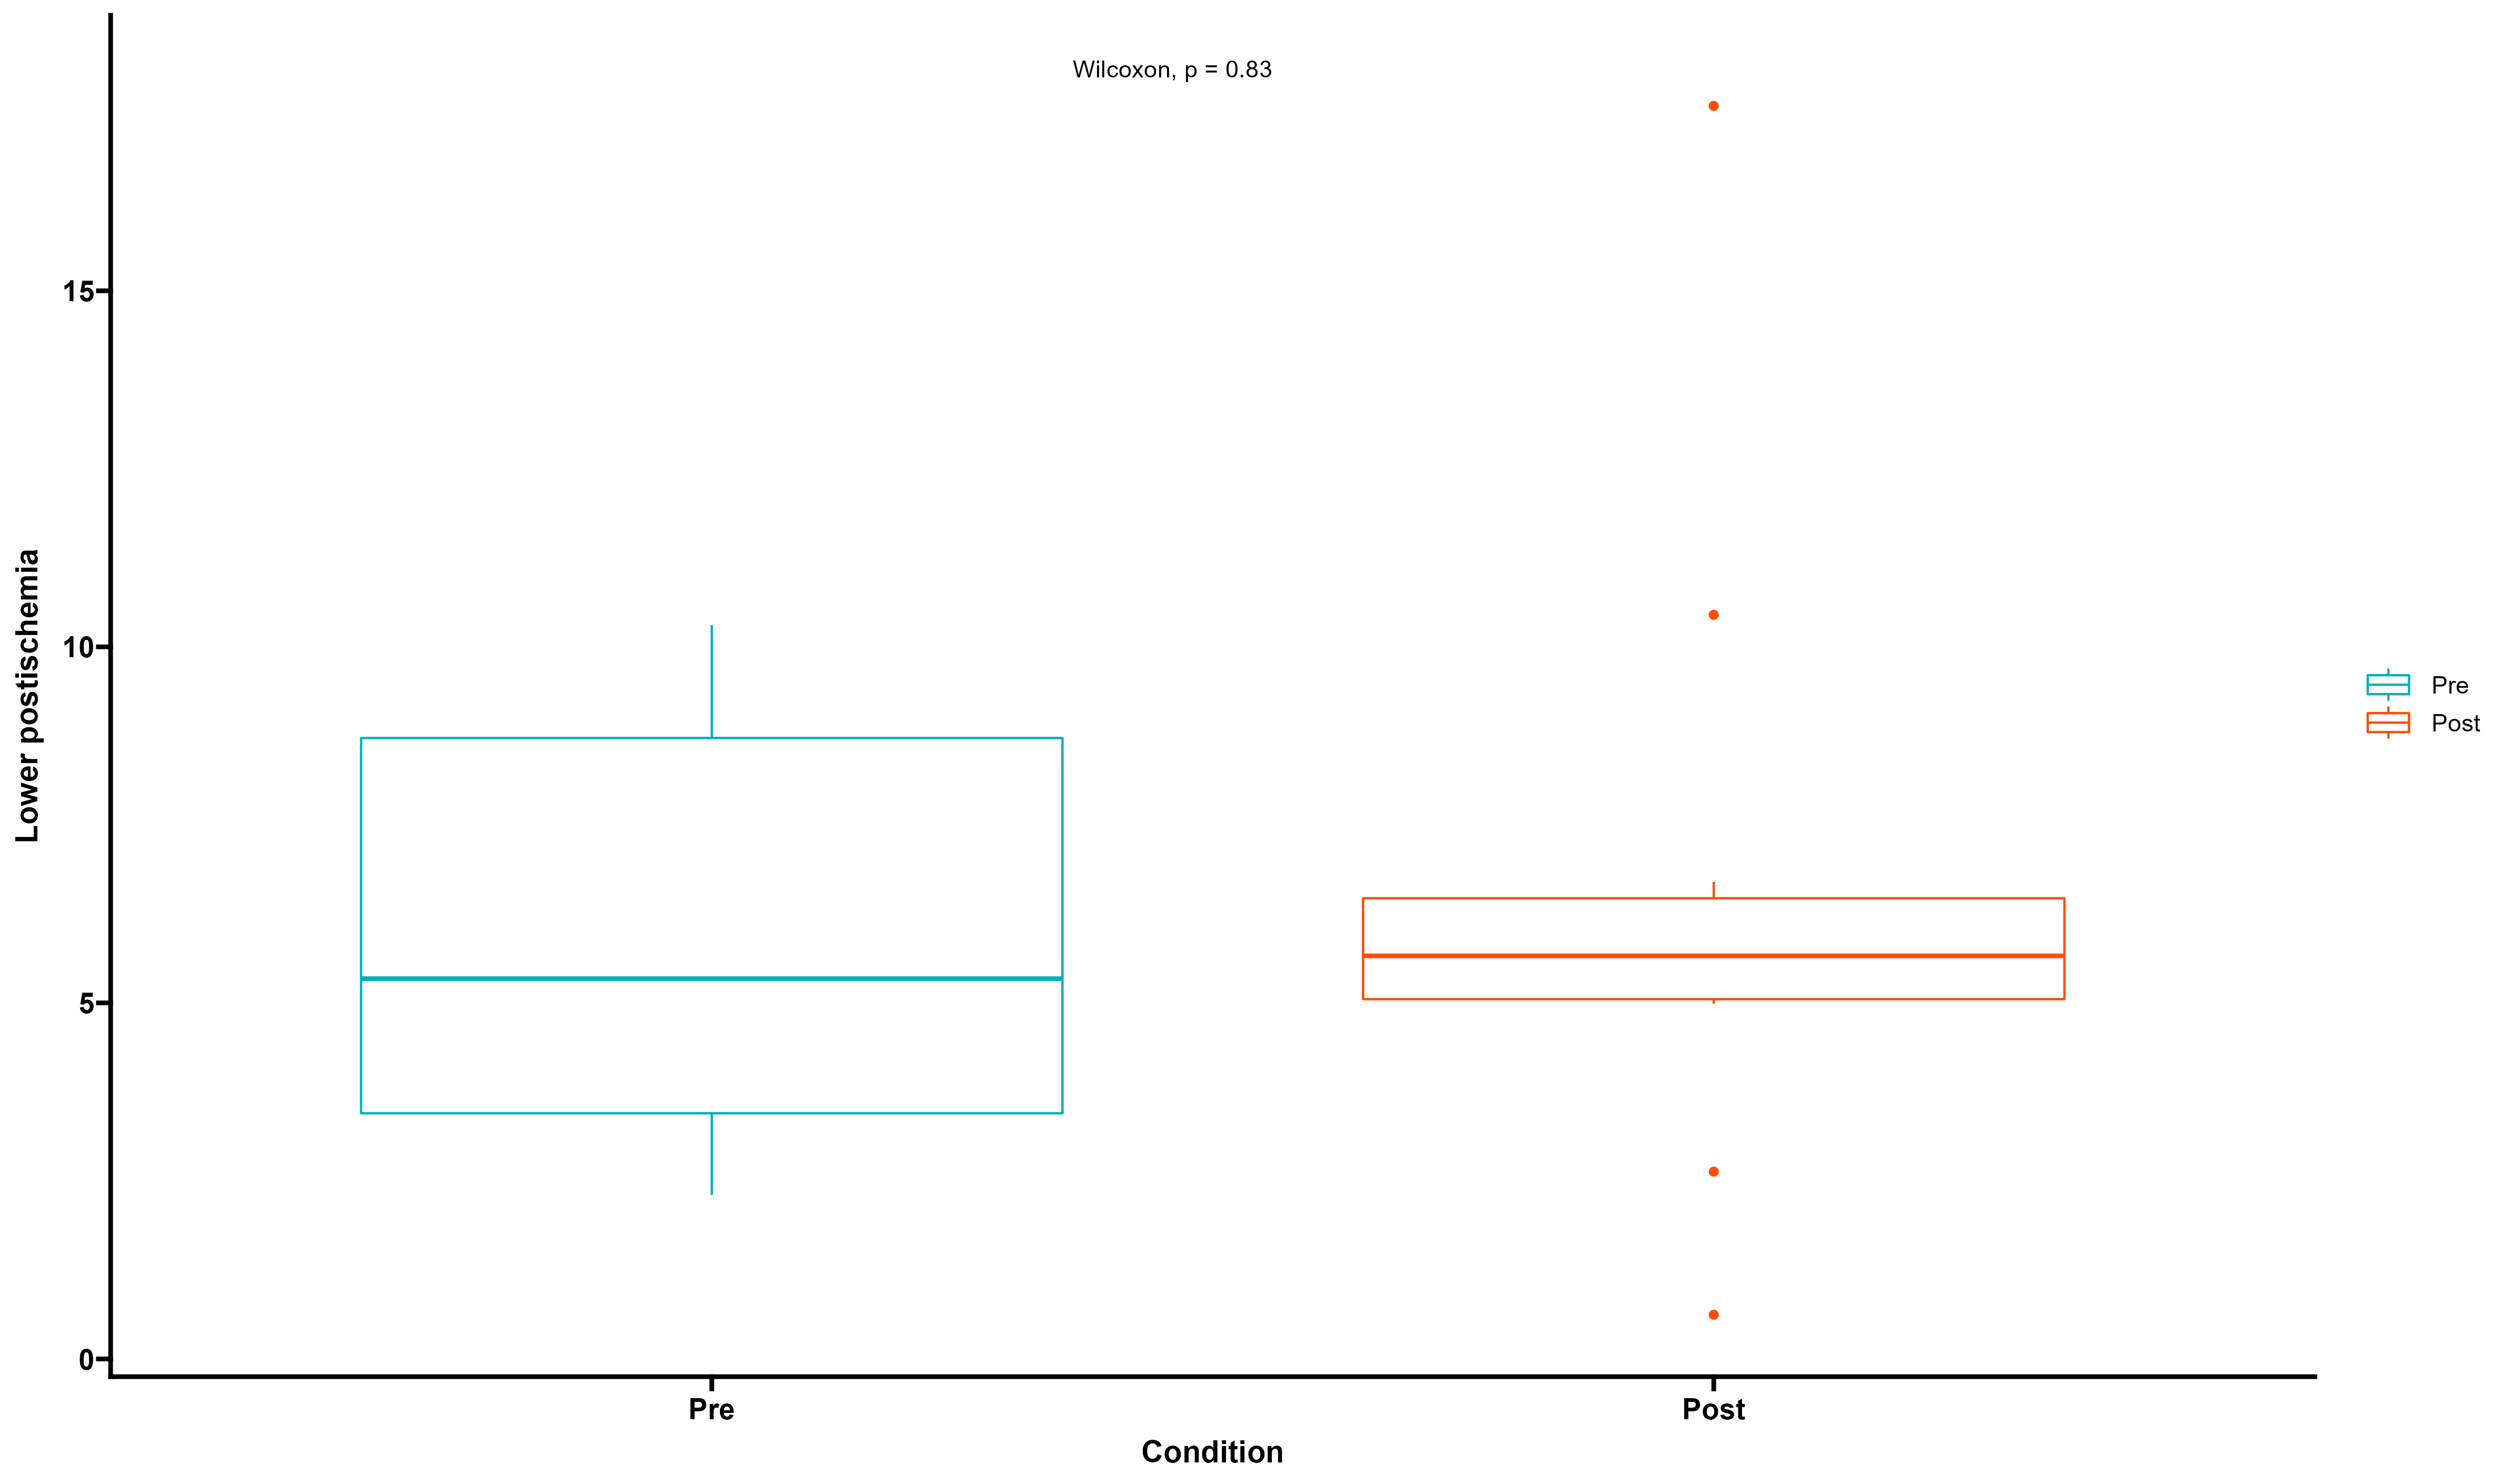 Wilcoxon, p = 0.83
Lower postischemia
15
10
5
0
Pre
Post
Condition
Pre
Post